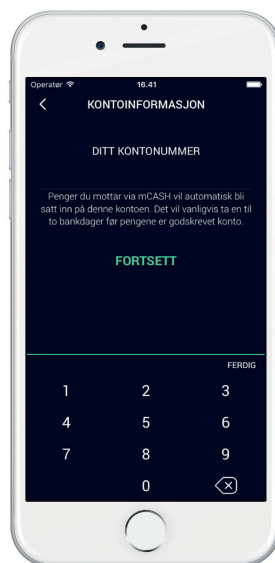 Operatør 16.41
KONTOINFORMASJON
DITT KONTONUMMER
Penger du mottar via mCASH vil automatisk bli
satt inn på denne kontoen. Det vil vanligvis ta en til
to bankdager før pengene er godskrevet konto.
FORTSETT
FERDIG
1 2 3
4 5 6
7 8 9
0